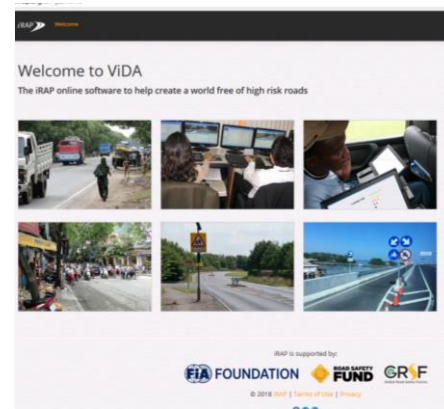 iRAP
Welcome
Welcome to ViDA
The iRAP online software to help create a world free of high risk roads
iRAP is supported by:
FiA FOUNDATION
ROAD SAFETY FUND
GRSF
© 2018 iRAP | Terms of Use | Privacy